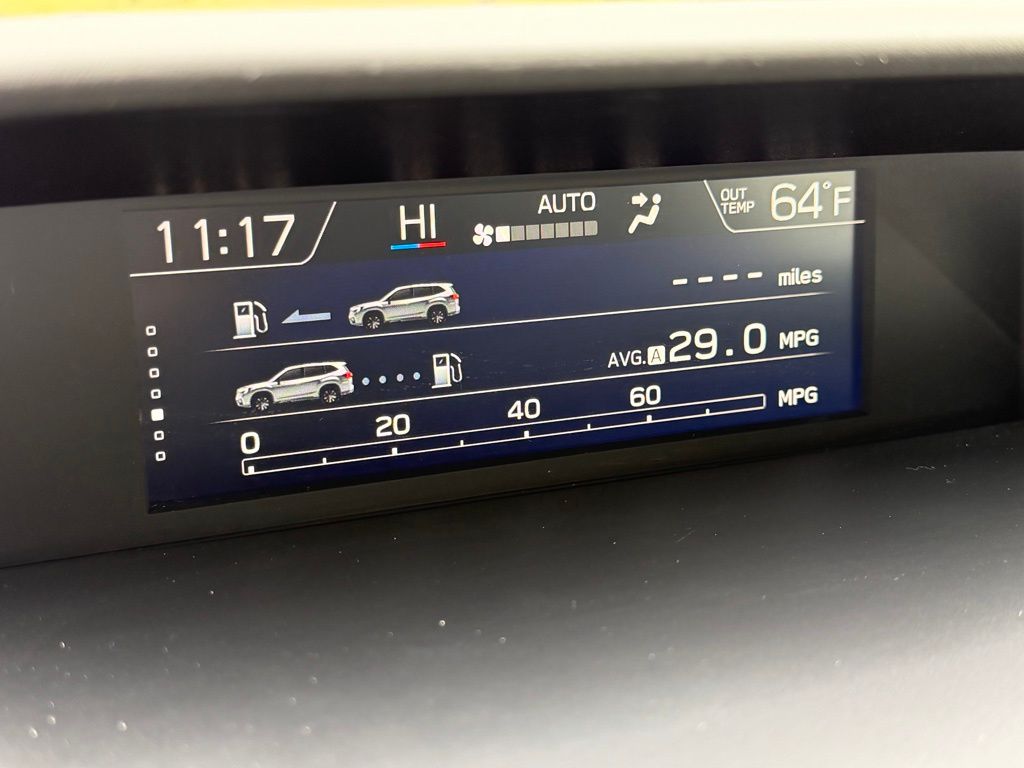 11:17 HI AUTO OUT TEMP 64°F
---- miles
AVG. A 29.0 MPG
0 20 40 60 MPG